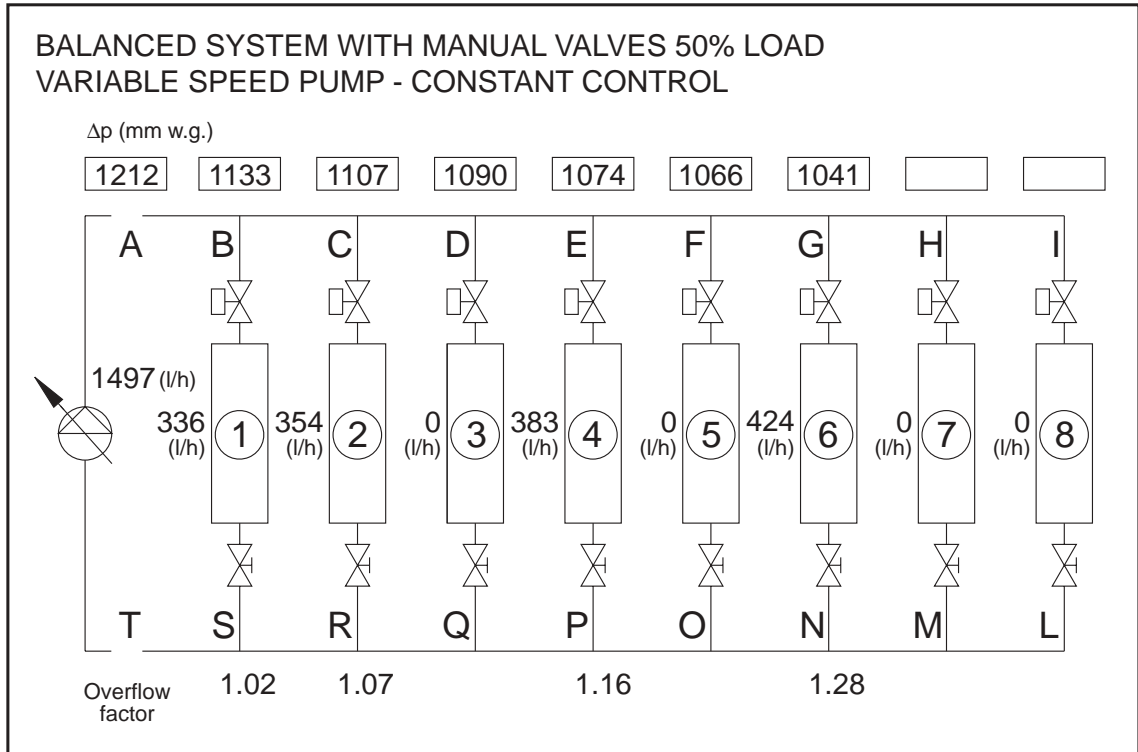 BALANCED SYSTEM WITH MANUAL VALVES 50% LOAD
VARIABLE SPEED PUMP - CONSTANT CONTROL
Δp (mm w.g.)
1212 1133 1107 1090 1074 1066 1041
A B C D E F G H I
1497 (l/h)
336 (l/h) 1 354 (l/h) 2 0 (l/h) 3 383 (l/h) 4 0 (l/h) 5 424 (l/h) 6 0 (l/h) 7 0 (l/h) 8
T S R Q P O N M L
Overflow factor 1.02 1.07 1.16 1.28